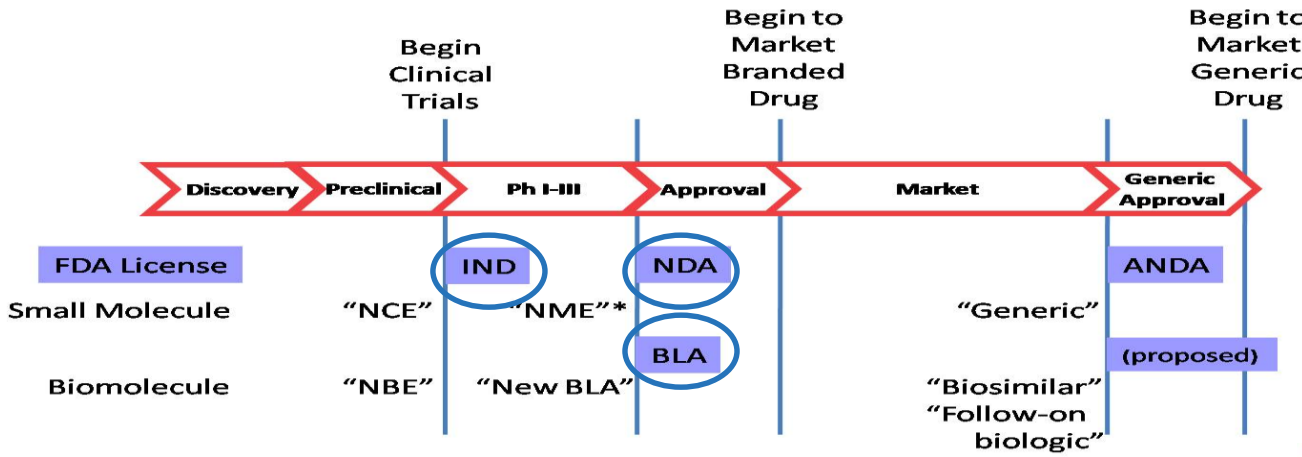 Begin
Clinical
Trials
Begin to
Market
Branded
Drug
Begin to
Market
Generic
Drug
Discovery
Preclinical
Ph I-III
Approval
Market
Generic
Approval
FDA License
IND
NDA
ANDA
Small Molecule
“NCE”
“NME”*
“Generic”
BLA
(proposed)
Biomolecule
“NBE”
“New BLA”
“Biosimilar”
“Follow-on
biologic”